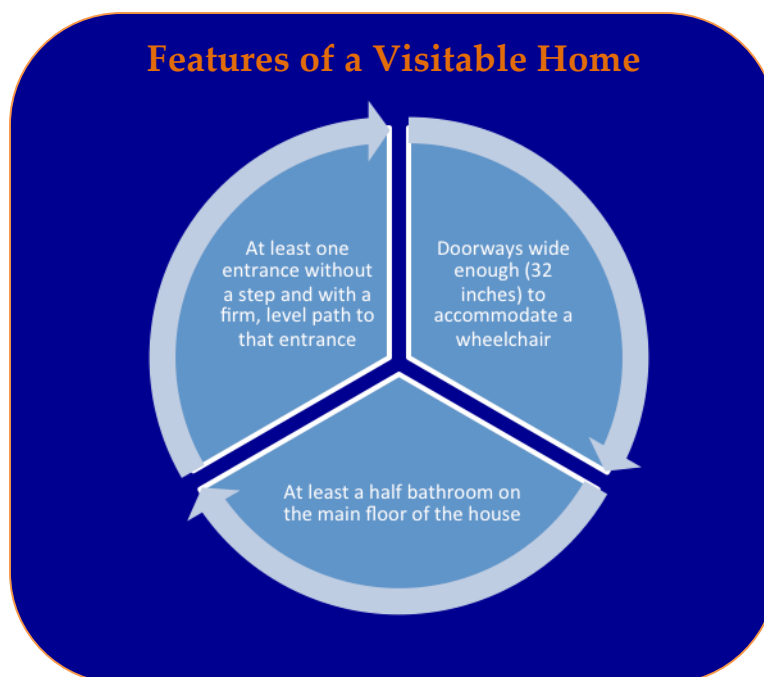 Features of a Visitable Home
At least one
entrance without
a step and with a
firm, level path to
that entrance
Doorways wide
enough (32
inches) to
accommodate a
wheelchair
At least a half bathroom on
the main floor of the house